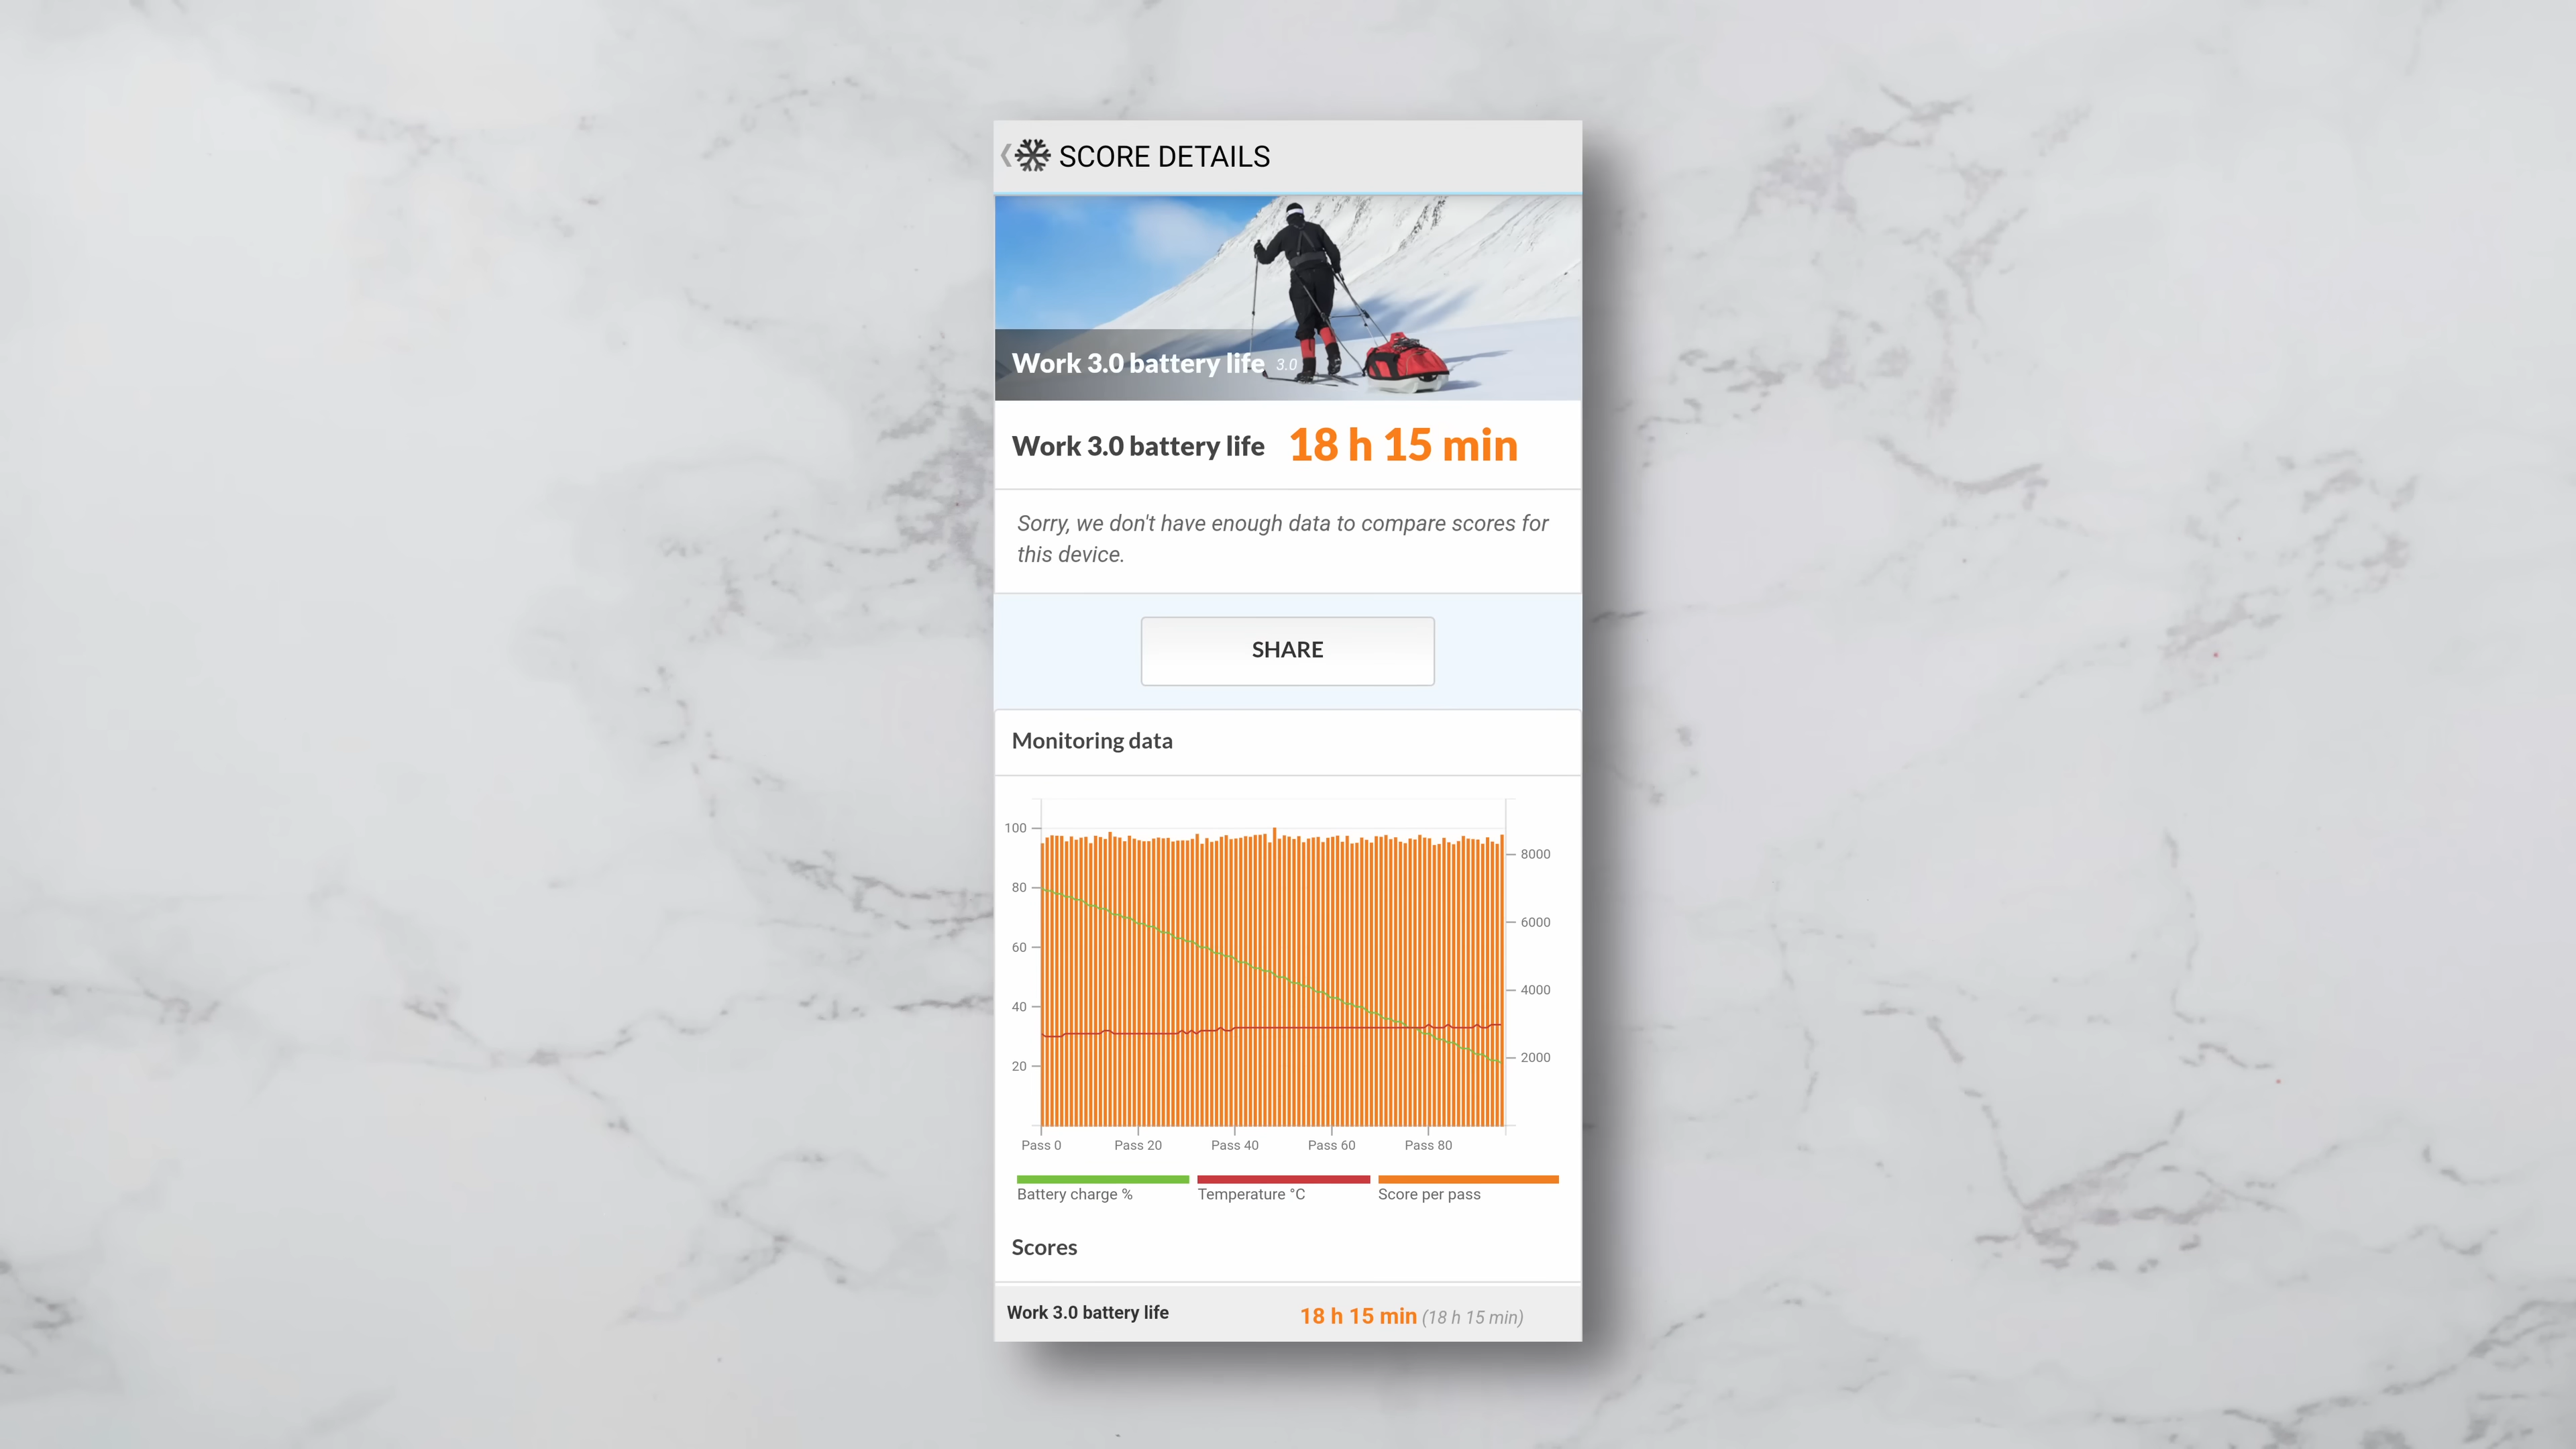 SCORE DETAILS
Work 3.0 battery life 3.0
Work 3.0 battery life 18 h 15 min
Sorry, we don't have enough data to compare scores for
this device.
SHARE
Monitoring data
100
80
60
40
20
8000
6000
4000
2000
Pass 0 Pass 20 Pass 40 Pass 60 Pass 80
Battery charge % Temperature °C Score per pass
Scores
Work 3.0 battery life 18 h 15 min (18 h 15 min)